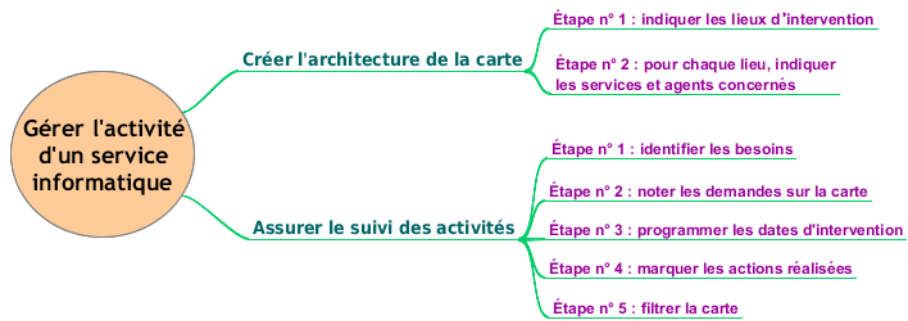 Gérer l'activité
d'un service
informatique
Créer l'architecture de la carte
Étape n° 1 : indiquer les lieux d’intervention
Étape n° 2 : pour chaque lieu, indiquer
les services et agents concernés
Assurer le suivi des activités
Étape n° 1 : identifier les besoins
Étape n° 2 : noter les demandes sur la carte
Étape n° 3 : programmer les dates d'intervention
Étape n° 4 : marquer les actions réalisées
Étape n° 5 : filtrer la carte